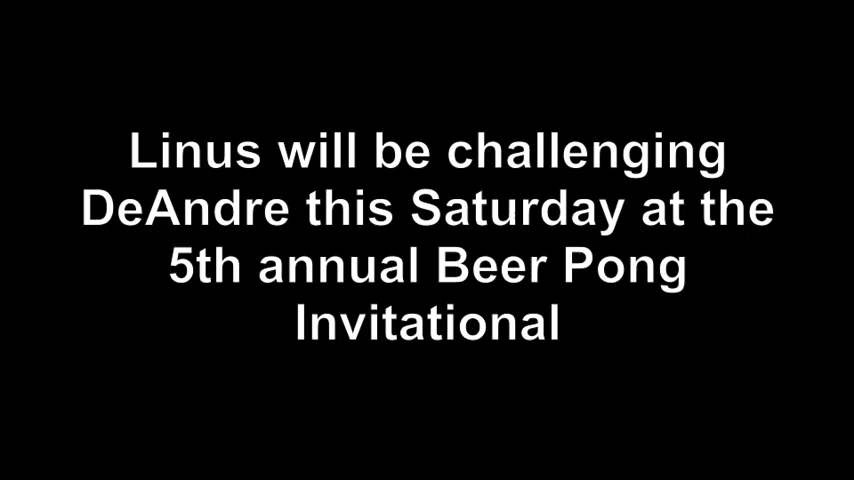 Linus will be challenging
DeAndre this Saturday at the
5th annual Beer Pong
Invitational